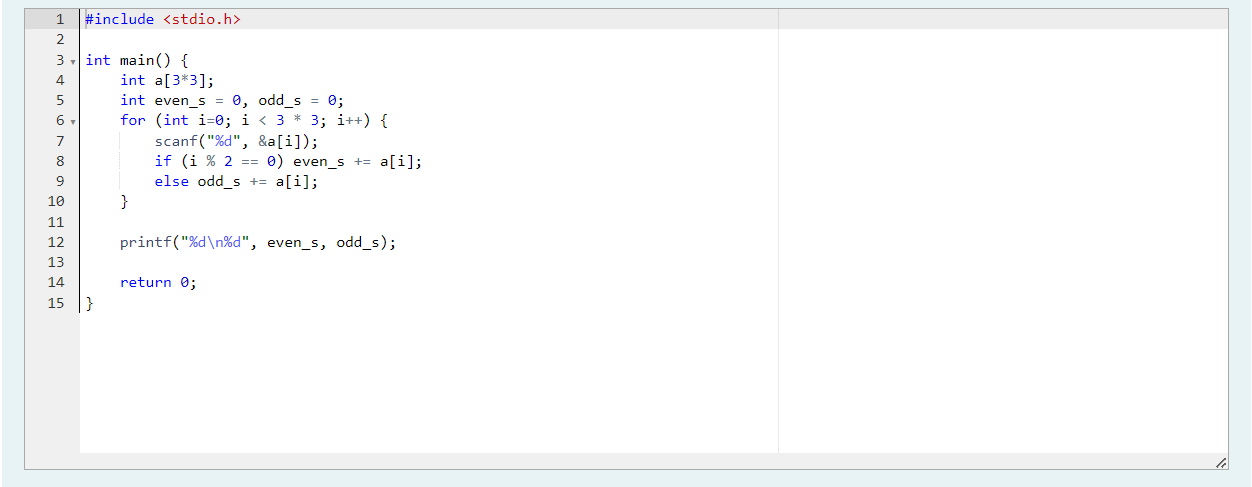 1 #include <stdio.h>
2
3 int main() {
4     int a[3*3];
5     int even_s = 0, odd_s = 0;
6     for (int i=0; i < 3 * 3; i++) {
7         scanf("%d", &a[i]);
8         if (i % 2 == 0) even_s += a[i];
9         else odd_s += a[i];
10     }
11
12     printf("%d\n%d", even_s, odd_s);
13
14     return 0;
15 }